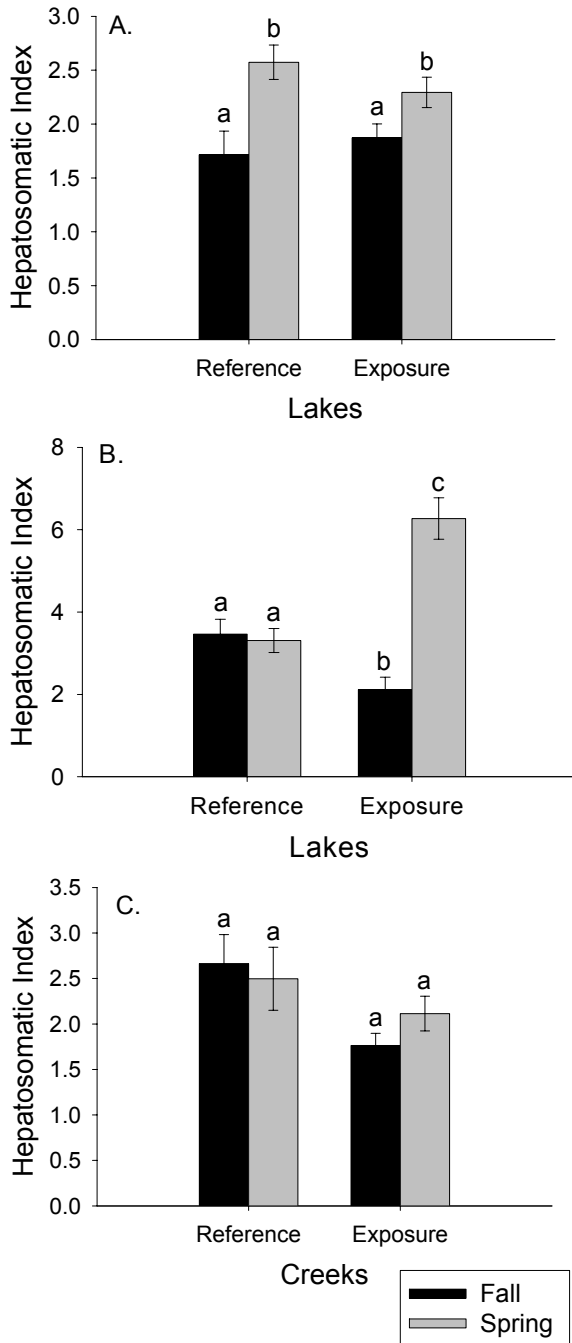 A.
Hepatosomatic Index
3.0
2.5
2.0
1.5
1.0
0.5
0.0
a
b
a
b
Reference
Exposure
Lakes
B.
Hepatosomatic Index
8
6
4
2
0
a
a
b
c
Reference
Exposure
Lakes
C.
Hepatosomatic Index
3.5
3.0
2.5
2.0
1.5
1.0
0.5
0.0
a
a
a
a
Reference
Exposure
Creeks
Fall
Spring